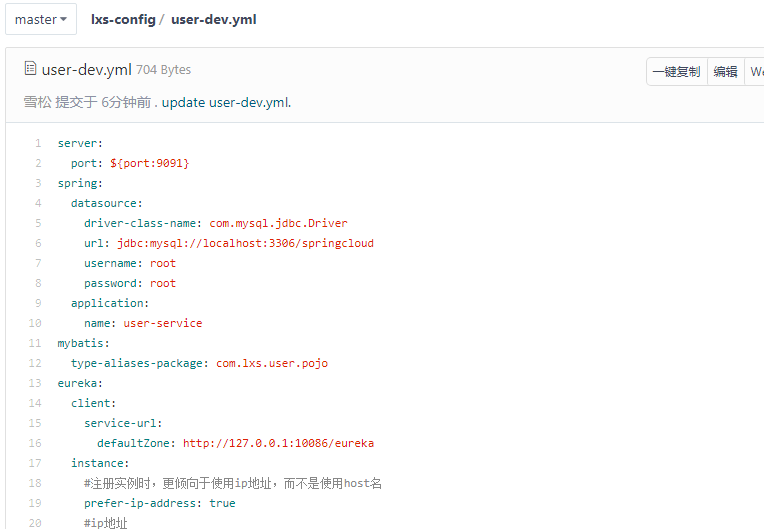 master lxs-config / user-dev.yml
user-dev.yml 704 Bytes
一键复制 编辑
雪松 提交于 6分钟前 . update user-dev.yml.
1 server:
2   port: ${port:9091}
3 spring:
4   datasource:
5     driver-class-name: com.mysql.jdbc.Driver
6     url: jdbc:mysql://localhost:3306/springcloud
7     username: root
8     password: root
9   application:
10     name: user-service
11 mybatis:
12   type-aliases-package: com.lxs.user.pojo
13 eureka:
14   client:
15     service-url:
16       defaultZone: http://127.0.0.1:10086/eureka
17   instance:
18     #注册实例时，更倾向于使用ip地址，而不是使用host名
19     prefer-ip-address: true
20     #ip地址